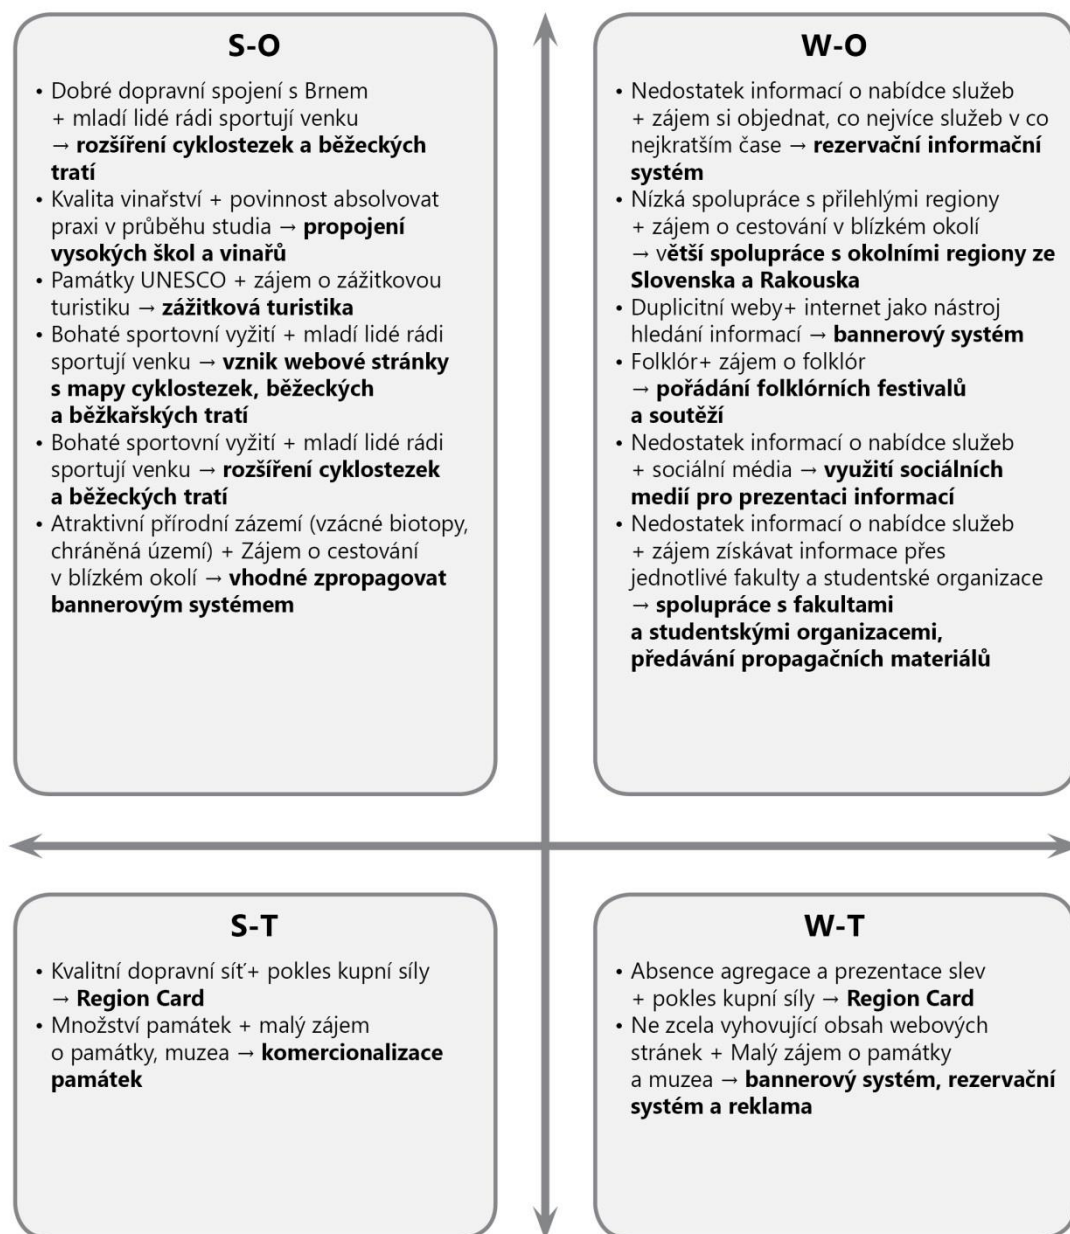 S-O
• Dobré dopravní spojení s Brnem
+ mladí lidé rádi sportují venku
→ rozšíření cyklostezek a běžeckých
tratí
• Kvalita vinařství + povinnost absolvovat
praxi v průběhu studia → propojení
vysokých škol a vinařů
• Památky UNESCO + zájem o zážitkovou
turistiku → zážitková turistika
• Bohaté sportovní vyžití + mladí lidé rádi
sportují venku → vznik webové stránky
s mapy cyklostezek, běžeckých
a běžkařských tratí
• Bohaté sportovní vyžití + mladí lidé rádi
sportují venku → rozšíření cyklostezek
a běžeckých tratí
• Atraktivní přírodní zázemí (vzácné biotopy,
chráněná území) + Zájem o cestování
v blízkém okolí → vhodné zpropagovat
bannerovým systémem
W-O
• Nedostatek informací o nabídce služeb
+ zájem si objednat, co nejvíce služeb v co
nejkratším čase → rezervační informační
systém
• Nízká spolupráce s přilehlými regiony
+ zájem o cestování v blízkém okolí
→ větší spolupráce s okolními regiony ze
Slovenska a Rakouska
• Duplicitní weby+ internet jako nástroj
hledání informací → bannerový systém
• Folklór+ zájem o folklór
→ pořádání folklórních festivalů
a soutěží
• Nedostatek informací o nabídce služeb
+ sociální média → využití sociálních
medií pro prezentaci informací
• Nedostatek informací o nabídce služeb
+ zájem získávat informace přes
jednotlivé fakulty a studentské organizace
→ spolupráce s fakultami
a studentskými organizacemi,
předávání propagačních materiálů
S-T
• Kvalitní dopravní síť+ pokles kupní síly
→ Region Card
• Množství památek + malý zájem
o památky, muzea → komercionalizace
památek
W-T
• Absence agregace a prezentace slev
+ pokles kupní síly → Region Card
• Ne zcela vyhovující obsah webových
stránek + Malý zájem o památky
a muzea → bannerový systém, rezervační
systém a reklama